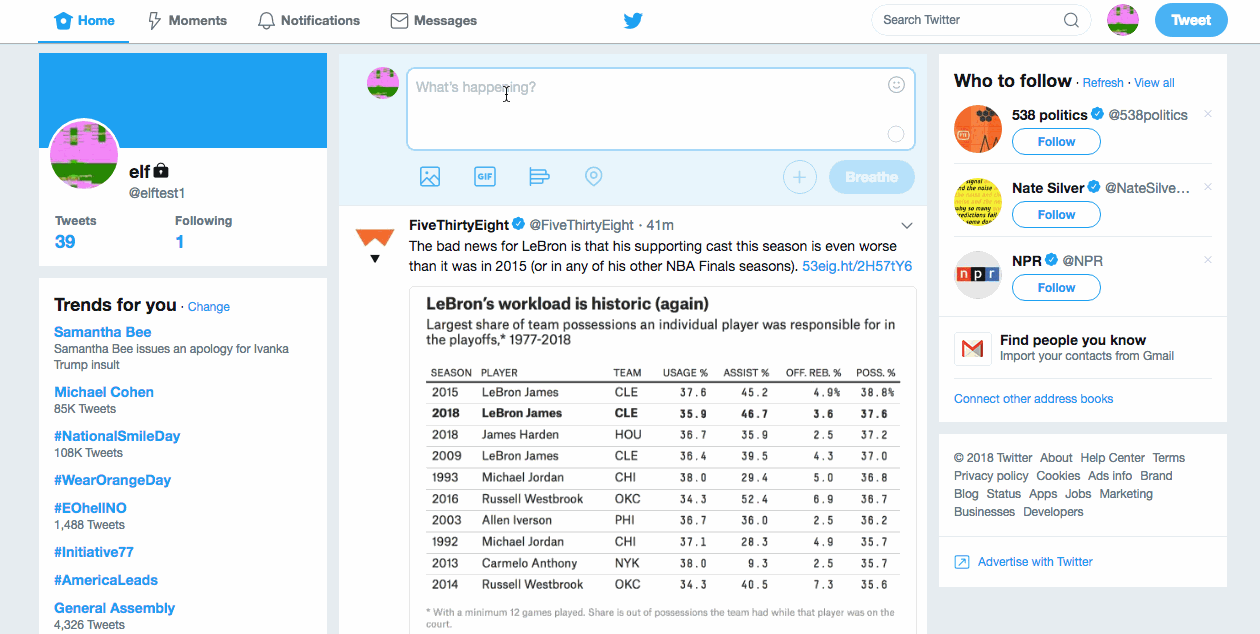 Home Moments Notifications Messages Search Twitter Tweet
elf
@elftest1
Tweets Following
39 1
Trends for you · Change
Samantha Bee
Samantha Bee issues an apology for Ivanka
Trump insult
Michael Cohen
85K Tweets
#NationalSmileDay
108K Tweets
#WearOrangeDay
#EOhellNO
1,488 Tweets
#Initiative77
#AmericaLeads
General Assembly
4,326 Tweets
What's happening?
GIF
Breathe
FiveThirtyEight @FiveThirtyEight · 41m
The bad news for LeBron is that his supporting cast this season is even worse
than it was in 2015 (or in any of his other NBA Finals seasons). 53eig.ht/2H57tY6
LeBron's workload is historic (again)
Largest share of team possessions an individual player was responsible for in
the playoffs,* 1977-2018
SEASON PLAYER TEAM USAGE % ASSIST % OFF. REB. % POSS. %
2015 LeBron James CLE 37.6 45.2 4.9% 38.8%
2018 LeBron James CLE 35.9 46.7 3.6 37.6
2018 James Harden HOU 36.7 35.9 2.5 37.2
2009 LeBron James CLE 36.4 39.5 4.3 37.0
1993 Michael Jordan CHI 38.0 29.4 5.0 36.8
2016 Russell Westbrook OKC 34.3 52.4 6.9 36.7
2003 Allen Iverson PHI 36.7 36.0 2.5 36.2
1992 Michael Jordan CHI 37.1 28.3 4.9 35.7
2013 Carmelo Anthony NYK 38.0 9.3 2.5 35.7
2014 Russell Westbrook OKC 34.3 40.5 7.3 35.6
* With a minimum 12 games played. Share is out of possessions the team had while that player was on the
court.
Who to follow · Refresh · View all
538 politics @538politics
Follow
Nate Silver @NateSilve...
Follow
npr
NPR @NPR
Follow
Find people you know
Import your contacts from Gmail
Connect other address books
© 2018 Twitter About Help Center Terms
Privacy policy Cookies Ads info Brand
Blog Status Apps Jobs Marketing
Businesses Developers
Advertise with Twitter